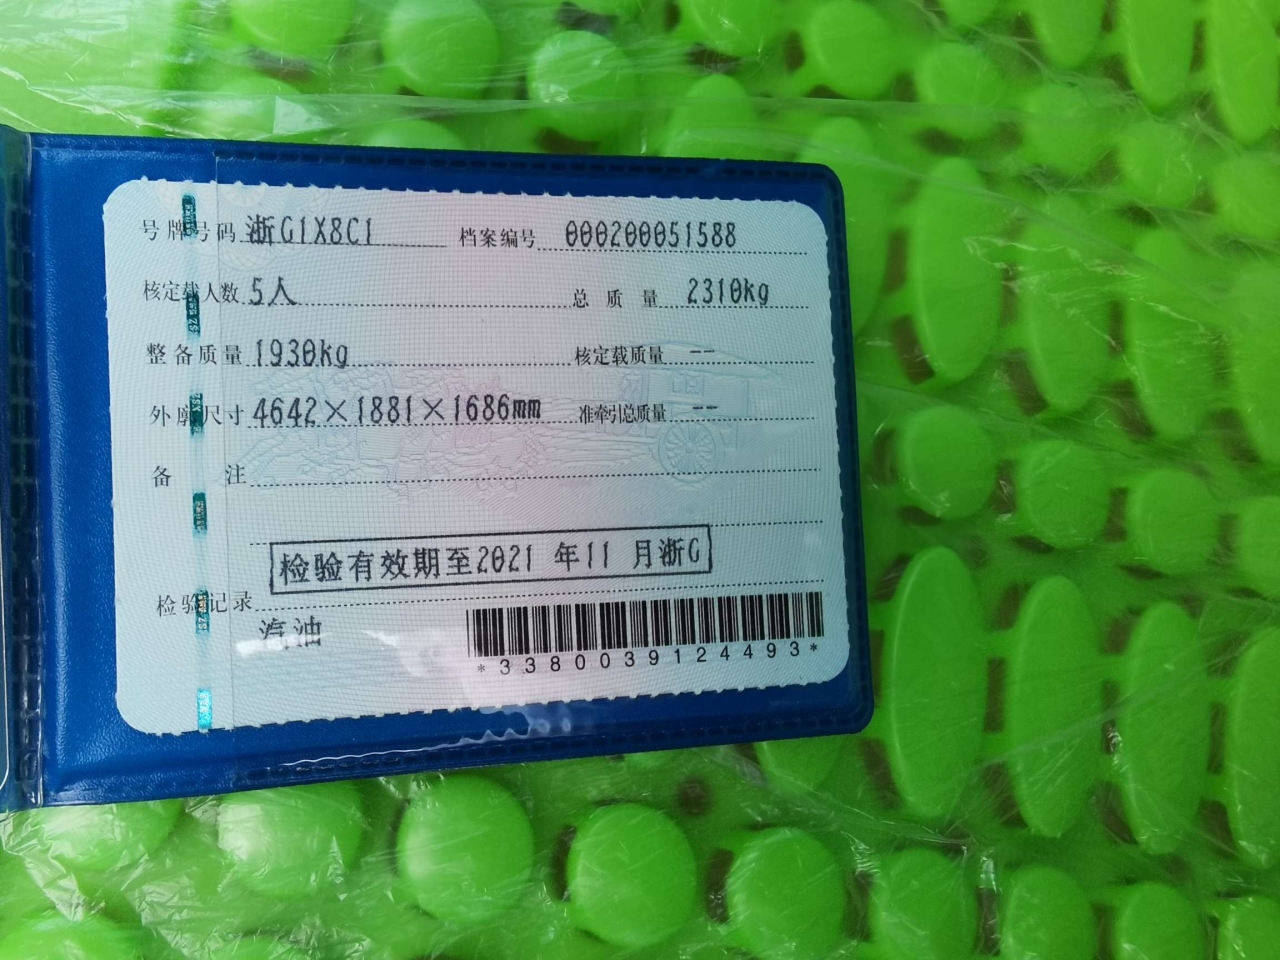 号牌号码 浙G1X8C1 档案编号 000200051588
核定载人数 5人 总质量 2310kg
整备质量 1930kg 核定载质量 --
外廓尺寸 4642×1881×1686mm 准牵引总质量 --
备注
检验有效期至2021 年11 月浙G
检验记录
汽油
*3380039124493*